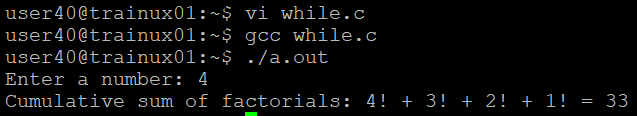 user40@trainux01:~$ vi while.c
user40@trainux01:~$ gcc while.c
user40@trainux01:~$ ./a.out
Enter a number: 4
Cumulative sum of factorials: 4! + 3! + 2! + 1! = 33